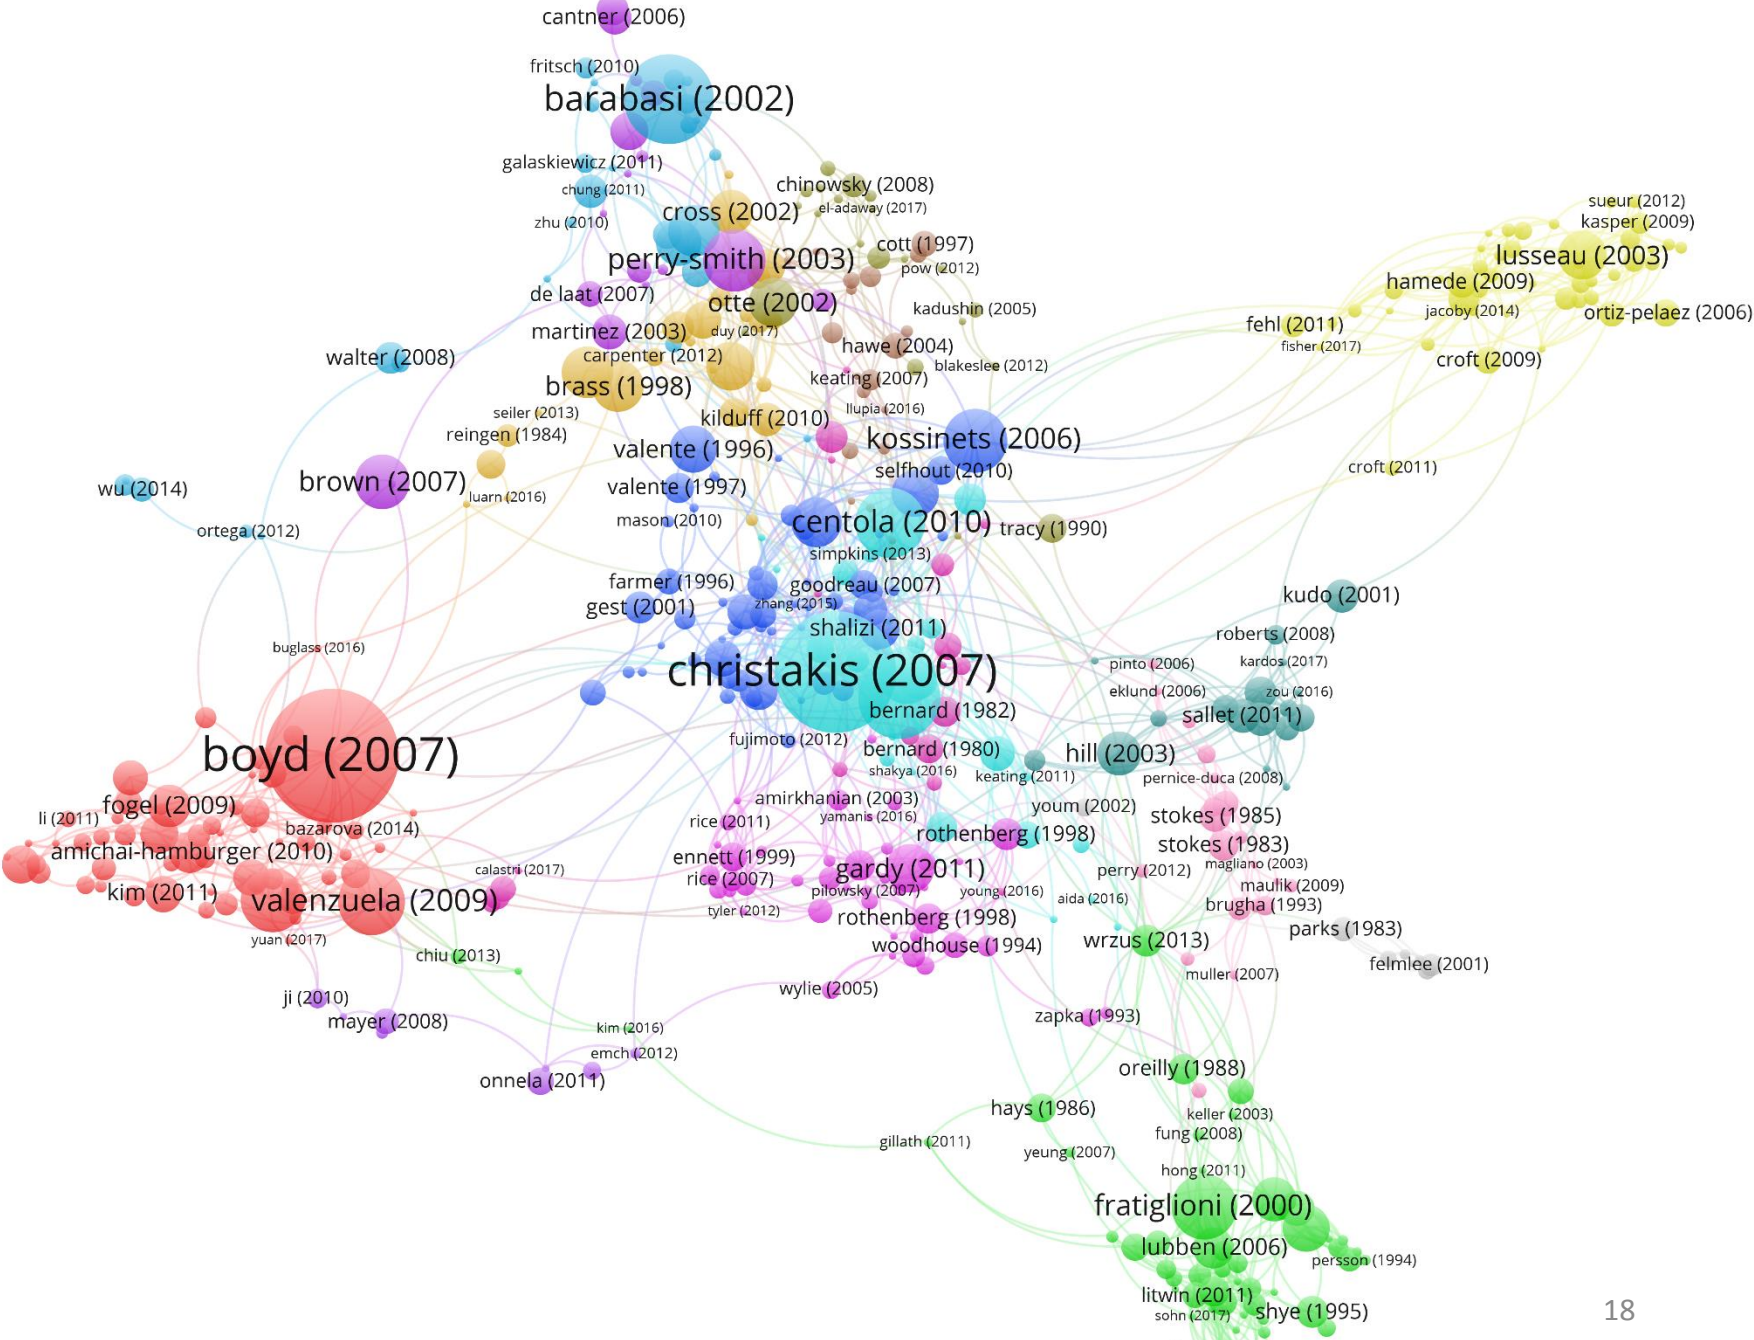 cantner (2006)
fritsch (2010)
barabasi (2002)
galaskiewicz (2011)
chinowsky (2008)
chung (2011)
sueur (2012)
el-adaway (2017)
cross (2002)
zhu (2010)
kasper (2009)
cott (1997)
lusseau (2003)
perry-smith (2003)
pow (2012)
hamede (2009)
de laat (2007)
otte (2002)
kadushin (2005)
jacoby (2014)
ortiz-pelaez (2006)
fehl (2011)
martinez (2003)
duy (2017)
hawe (2004)
fisher (2017)
walter (2008)
carpenter (2012)
croft (2009)
blakeslee (2012)
keating (2007)
brass (1998)
llupia (2016)
seiler (2013)
kilduff (2010)
reingen (1984)
kossinets (2006)
valente (1996)
croft (2011)
selfhout (2010)
brown (2007)
valente (1997)
wu (2014)
luarn (2016)
mason (2010)
centola (2010)
tracy (1990)
ortega (2012)
simpkins (2013)
farmer (1996)
goodreau (2007)
kudo (2001)
zhang (2015)
gest (2001)
shalizi (2011)
roberts (2008)
buglass (2016)
kardos (2017)
pinto (2006)
christakis (2007)
eklund (2006)
zou (2016)
bernard (1982)
sallet (2011)
fujimoto (2012)
bernard (1980)
boyd (2007)
hill (2003)
shakya (2016)
keating (2011)
pernice-duca (2008)
amirkhanian (2003)
fogel (2009)
youm (2002)
stokes (1985)
li (2011)
yamanis (2016)
rice (2011)
bazarova (2014)
rothenberg (1998)
stokes (1983)
amichai-hamburger (2010)
ennett (1999)
magliano (2003)
gardy (2011)
calastri (2017)
perry (2012)
rice (2007)
maulik (2009)
kim (2011)
pilowsky (2007)
young (2016)
valenzuela (2009)
aida (2016)
brugha (1993)
tyler (2012)
rothenberg (1998)
parks (1983)
yuan (2017)
wrzus (2013)
woodhouse (1994)
chiu (2013)
felmlee (2001)
muller (2007)
wylie (2005)
ji (2010)
zapka (1993)
mayer (2008)
kim (2016)
emch (2012)
oreilly (1988)
onnela (2011)
hays (1986)
keller (2003)
fung (2008)
gillath (2011)
yeung (2007)
hong (2011)
fratiglioni (2000)
lubben (2006)
persson (1994)
litwin (2011)
shye (1995)
sohn (2017)
18